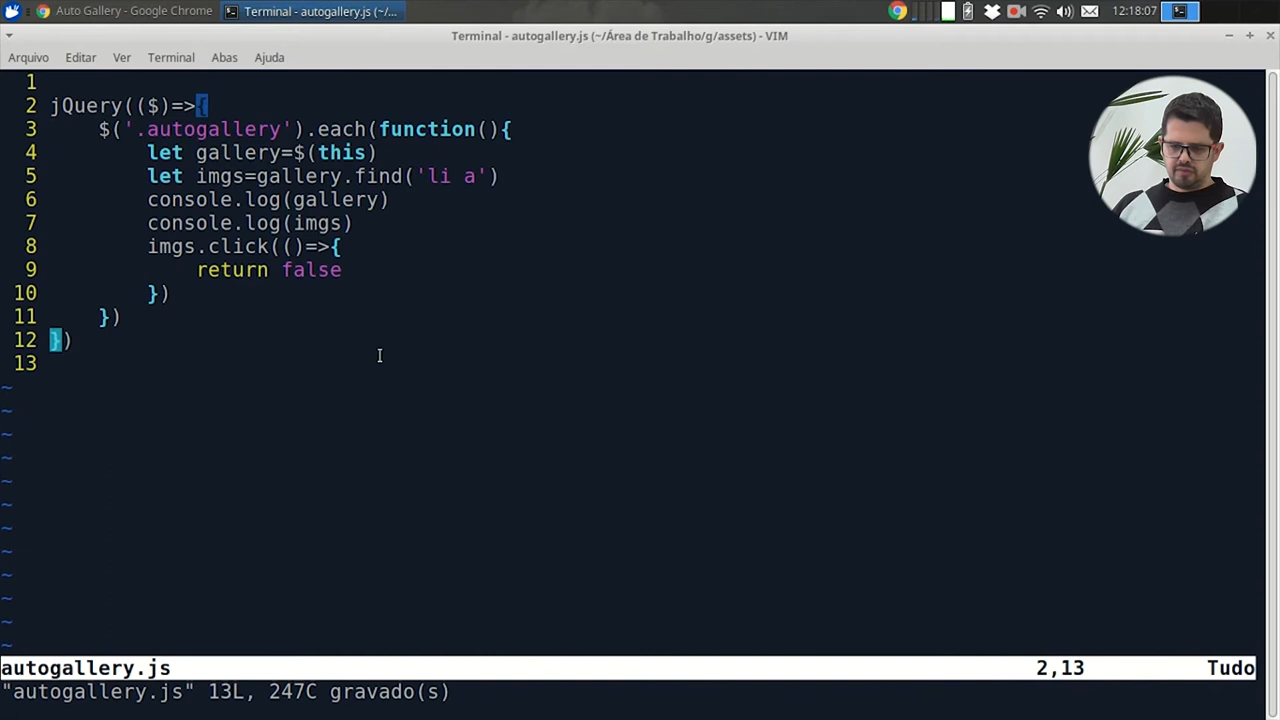 Auto Gallery - Google Chrome
Terminal - autogallery.js (~/...
12:18:07
Terminal - autogallery.js (~/Área de Trabalho/g/assets) - VIM
Arquivo Editar Ver Terminal Abas Ajuda
1
2 jQuery(($)=>{
3     $('.autogallery').each(function(){
4         let gallery=$(this)
5         let imgs=gallery.find('li a')
6         console.log(gallery)
7         console.log(imgs)
8         imgs.click(()=>{
9             return false
10         })
11     })
12 })
13
~
~
~
~
~
~
~
~
~
~
~
~
autogallery.js 2,13 Tudo
"autogallery.js" 13L, 247C gravado(s)